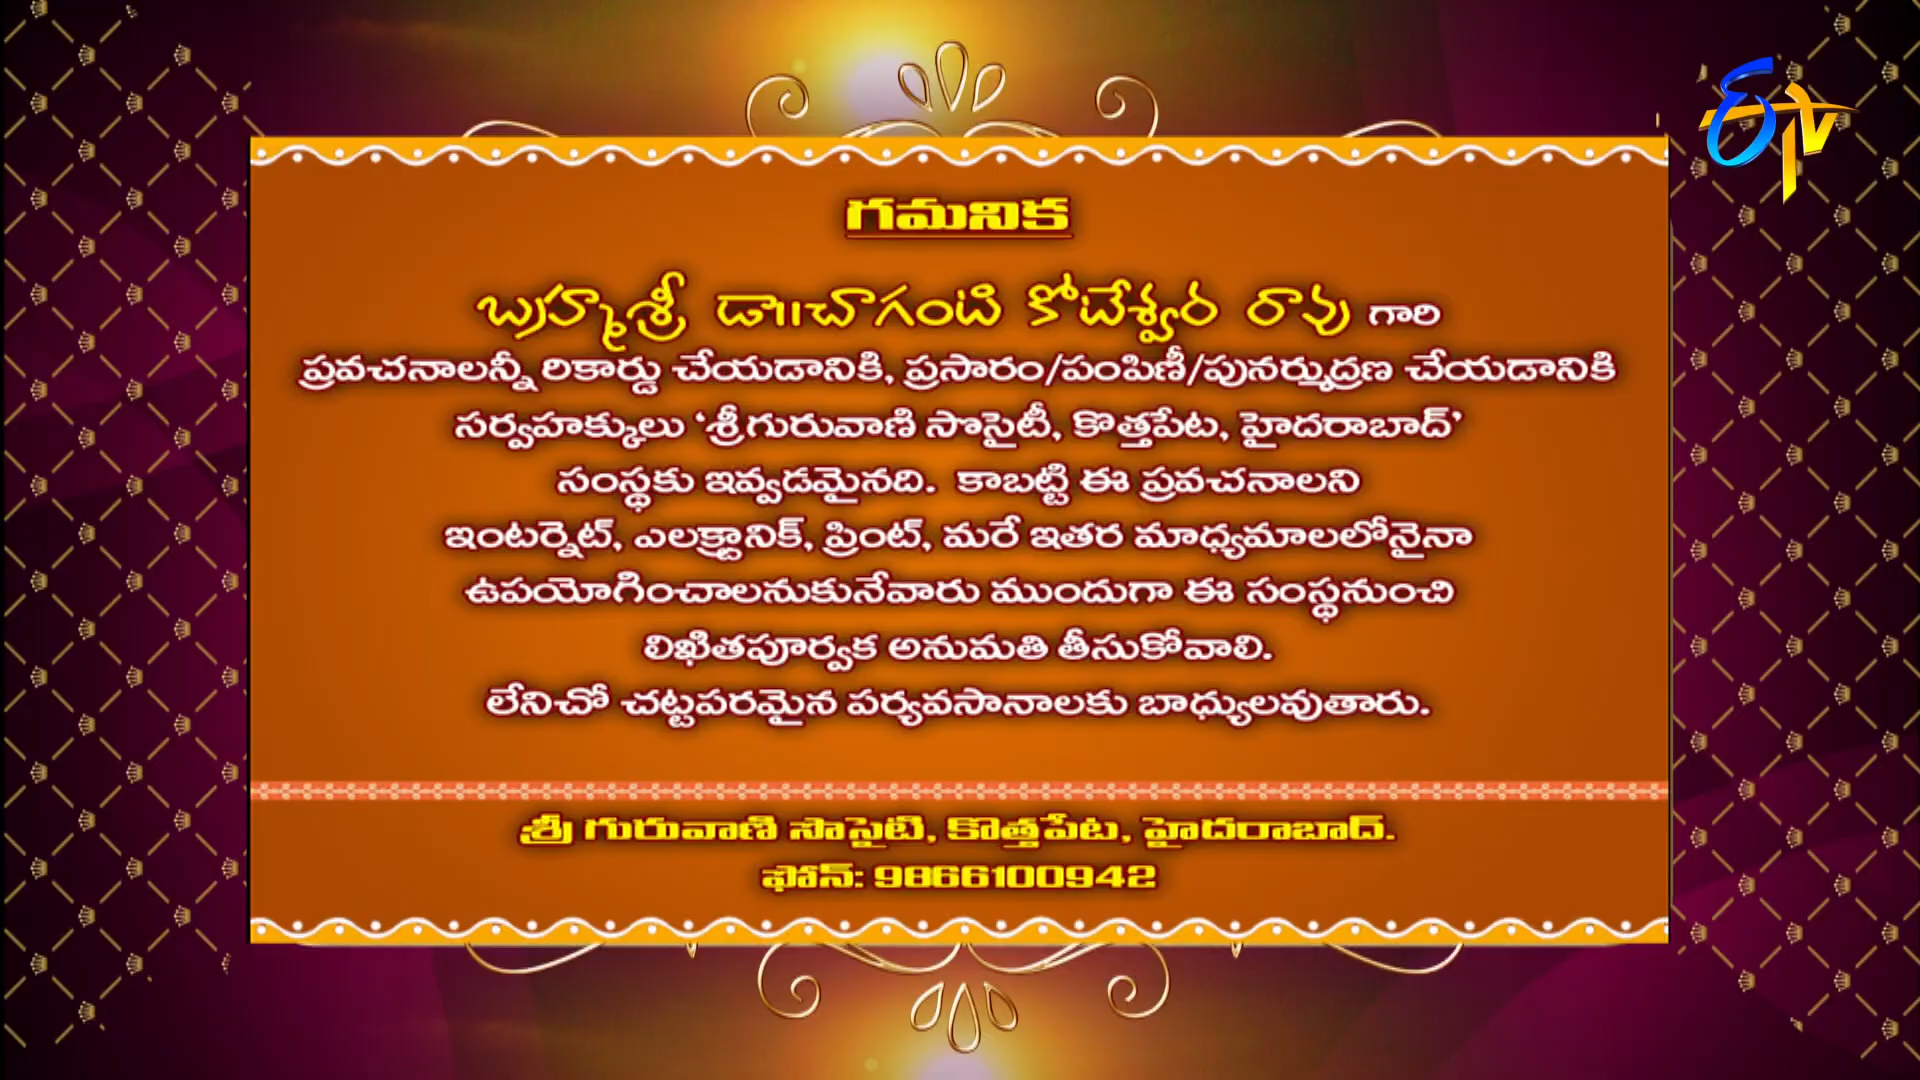 ఈTV
గమనిక
బ్రహ్మశ్రీ డా॥చాగంటి కోటేశ్వర రావు గారి
ప్రవచనాలన్నీ రికార్డు చేయడానికి, ప్రసారం/పంపిణీ/పునర్ముద్రణ చేయడానికి
సర్వహక్కులు ‘శ్రీగురువాణి సొసైటీ, కొత్తపేట, హైదరాబాద్’
సంస్థకు ఇవ్వడమైనది. కాబట్టి ఈ ప్రవచనాలని
ఇంటర్నెట్, ఎలక్ట్రానిక్, ప్రింట్, మరే ఇతర మాధ్యమాలలోనైనా
ఉపయోగించాలనుకునేవారు ముందుగా ఈ సంస్థనుంచి
లిఖితపూర్వక అనుమతి తీసుకోవాలి.
లేనిచో చట్టపరమైన పర్యవసానాలకు బాధ్యులవుతారు.
శ్రీ గురువాణి సొసైటి, కొత్తపేట, హైదరాబాద్.
ఫోన్: 9866100942